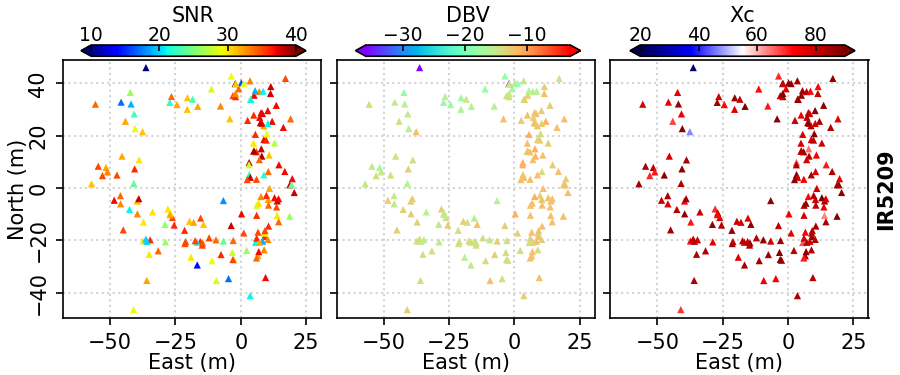 SNR DBV Xc
10 20 30 40 −30 −20 −10 20 40 60 80
North (m)
40
20
0
−20
−40
IR5209
−50 −25 0 25 −50 −25 0 25 −50 −25 0 25
East (m) East (m) East (m)